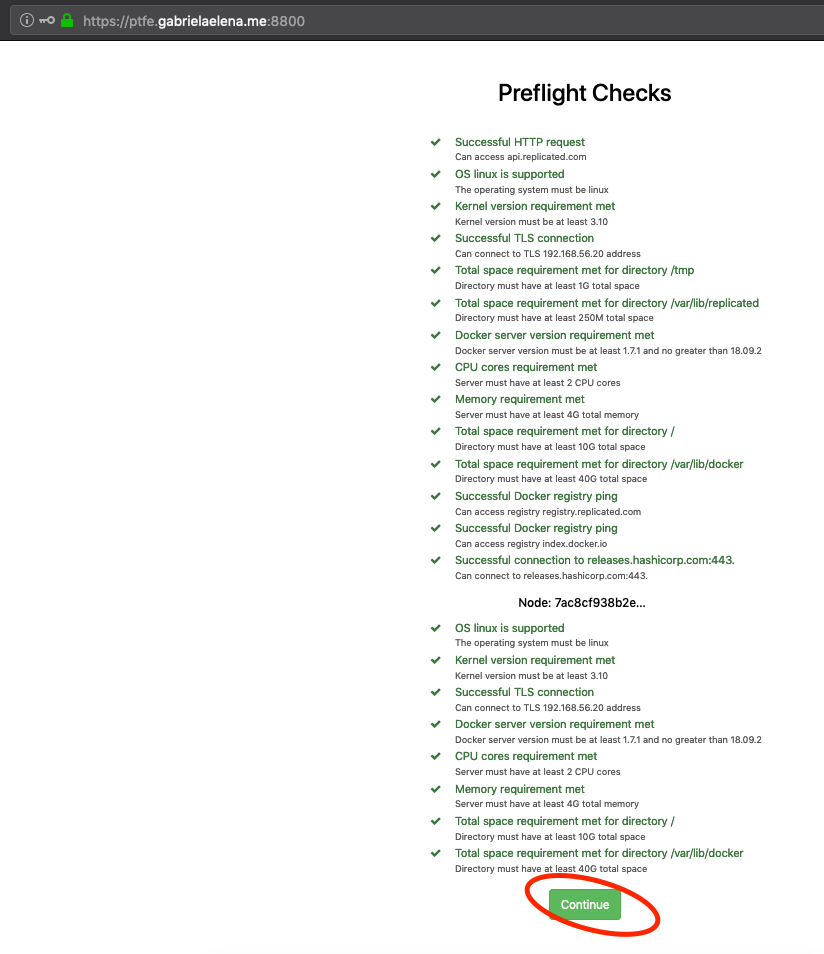 https://ptfe.gabrielaelena.me:8800
Preflight Checks
Successful HTTP request
Can access api.replicated.com
OS linux is supported
The operating system must be linux
Kernel version requirement met
Kernel version must be at least 3.10
Successful TLS connection
Can connect to TLS 192.168.56.20 address
Total space requirement met for directory /tmp
Directory must have at least 1G total space
Total space requirement met for directory /var/lib/replicated
Directory must have at least 250M total space
Docker server version requirement met
Docker server version must be at least 1.7.1 and no greater than 18.09.2
CPU cores requirement met
Server must have at least 2 CPU cores
Memory requirement met
Server must have at least 4G total memory
Total space requirement met for directory /
Directory must have at least 10G total space
Total space requirement met for directory /var/lib/docker
Directory must have at least 40G total space
Successful Docker registry ping
Can access registry registry.replicated.com
Successful Docker registry ping
Can access registry index.docker.io
Successful connection to releases.hashicorp.com:443.
Can connect to releases.hashicorp.com:443.
Node: 7ac8cf938b2e...
OS linux is supported
The operating system must be linux
Kernel version requirement met
Kernel version must be at least 3.10
Successful TLS connection
Can connect to TLS 192.168.56.20 address
Docker server version requirement met
Docker server version must be at least 1.7.1 and no greater than 18.09.2
CPU cores requirement met
Server must have at least 2 CPU cores
Memory requirement met
Server must have at least 4G total memory
Total space requirement met for directory /
Directory must have at least 10G total space
Total space requirement met for directory /var/lib/docker
Directory must have at least 40G total space
Continue